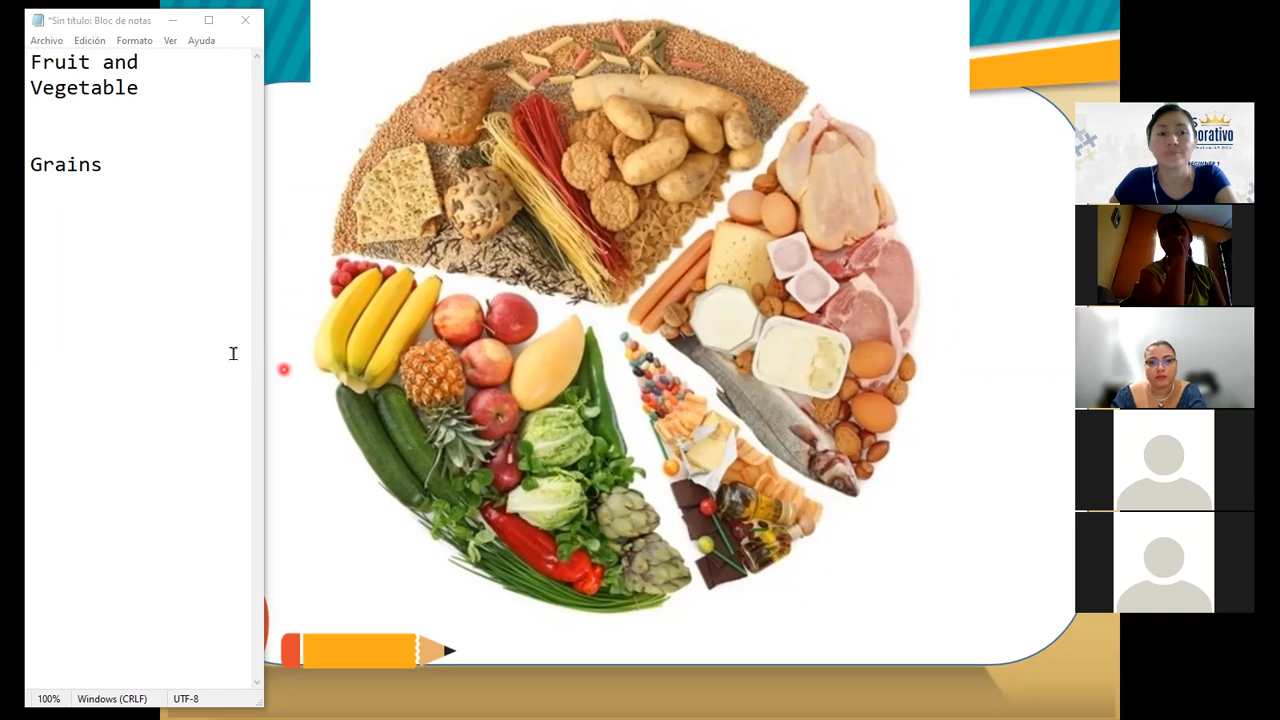 *Sin título: Bloc de notas
Archivo Edición Formato Ver Ayuda
Fruit and
Vegetable
Grains
100% Windows (CRLF) UTF-8